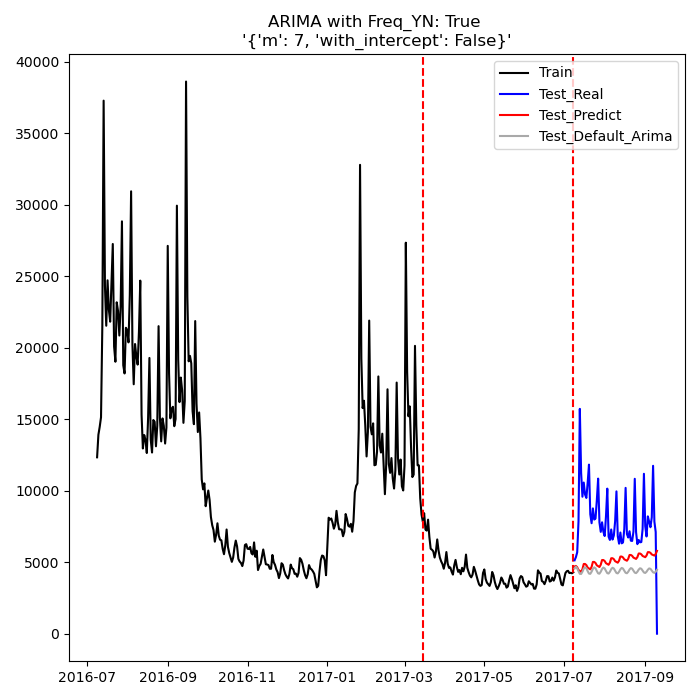 ARIMA with Freq_YN: True
'{'m': 7, 'with_intercept': False}'
40000
35000
30000
25000
20000
15000
10000
5000
0
Train
Test_Real
Test_Predict
Test_Default_Arima
2016-07
2016-09
2016-11
2017-01
2017-03
2017-05
2017-07
2017-09